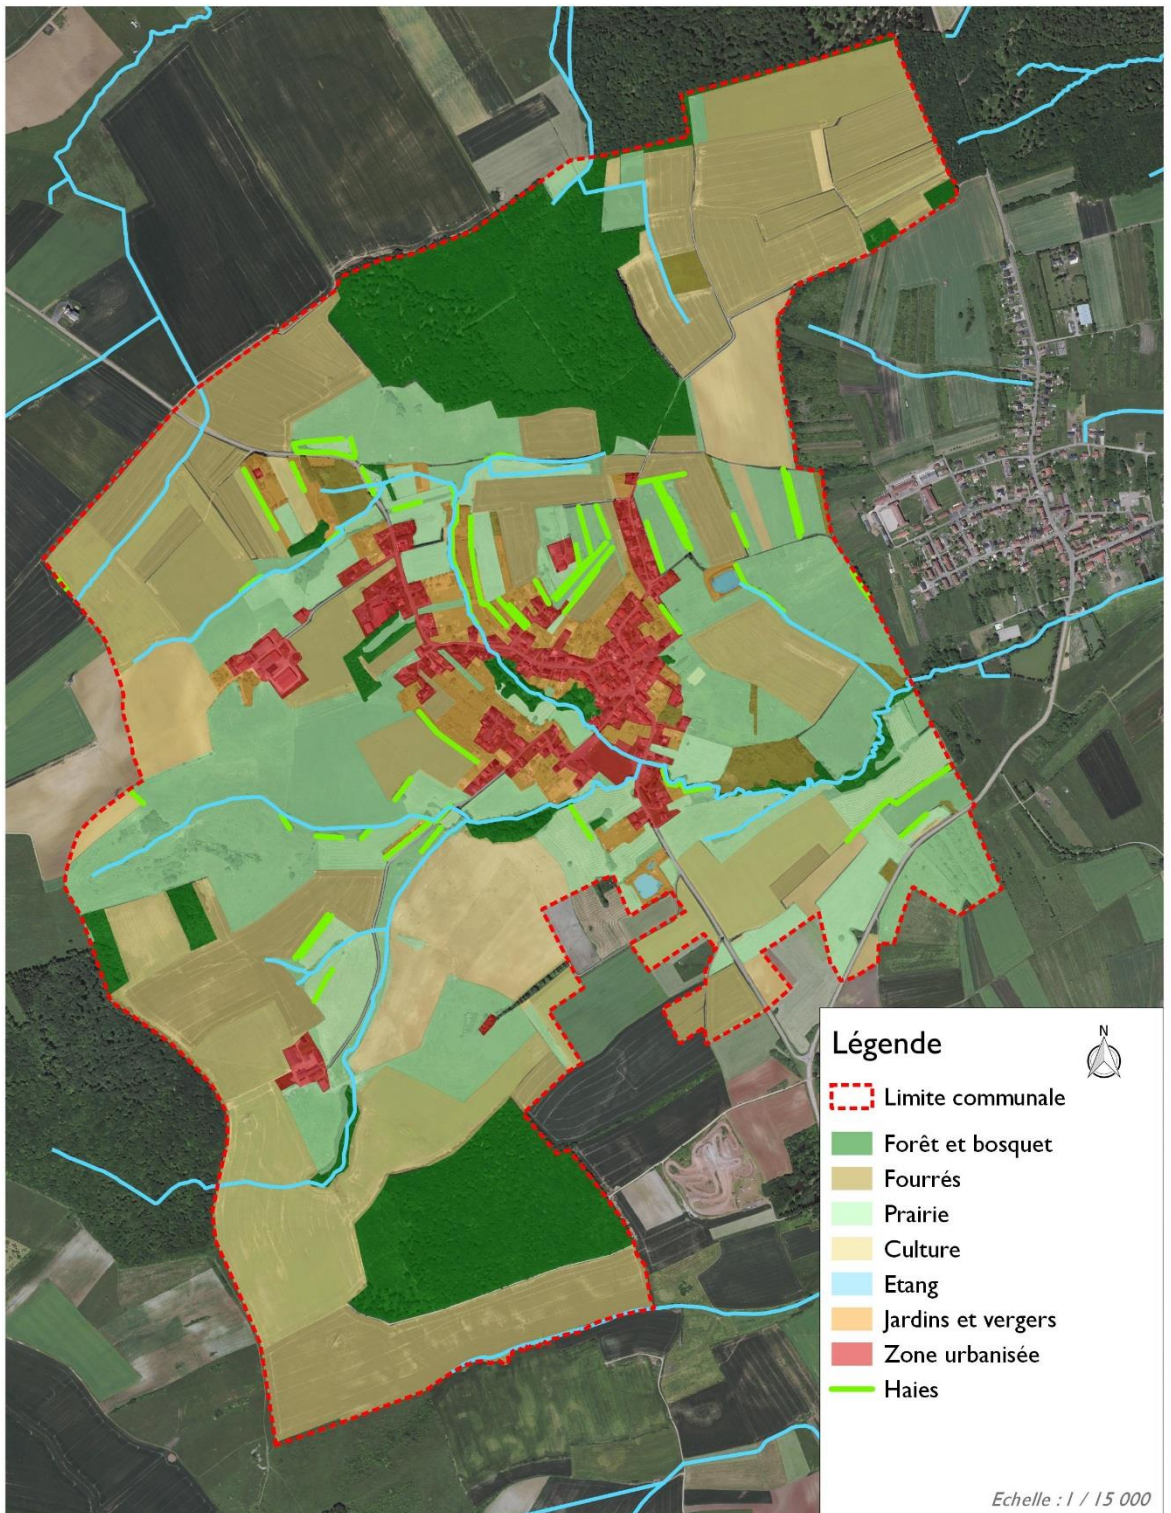 Légende
N
Limite communale
Forêt et bosquet
Fourrés
Prairie
Culture
Etang
Jardins et vergers
Zone urbanisée
Haies
Echelle : 1 / 15 000